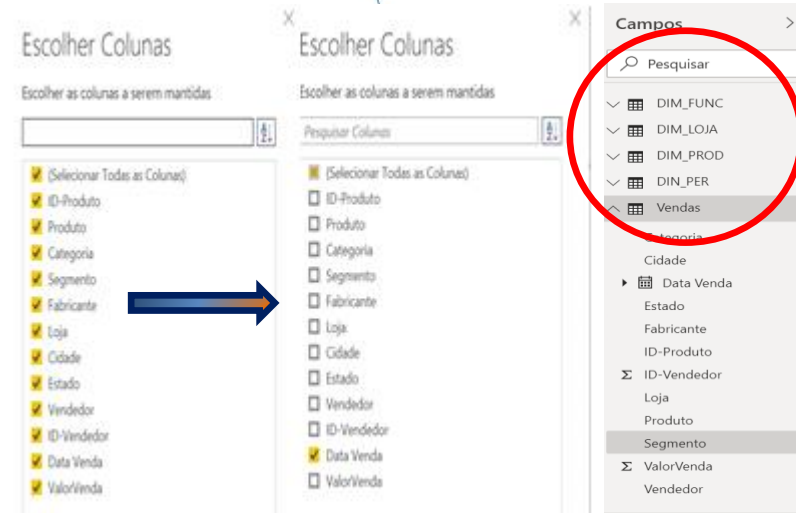 Escolher Colunas
Escolher as colunas a serem mantidas
(Selecionar Todas as Colunas)
ID-Produto
Produto
Categoria
Segmento
Fabricante
Loja
Cidade
Estado
Vendedor
ID-Vendedor
Data Venda
ValorVenda
Escolher Colunas
Escolher as colunas a serem mantidas
Pesquisar Colunas
(Selecionar Todas as Colunas)
ID-Produto
Produto
Categoria
Segmento
Fabricante
Loja
Cidade
Estado
Vendedor
ID-Vendedor
Data Venda
ValorVenda
Campos
Pesquisar
DIM_FUNC
DIM_LOJA
DIM_PROD
DIN_PER
Vendas
Categoria
Cidade
Data Venda
Estado
Fabricante
ID-Produto
Σ ID-Vendedor
Loja
Produto
Segmento
Σ ValorVenda
Vendedor